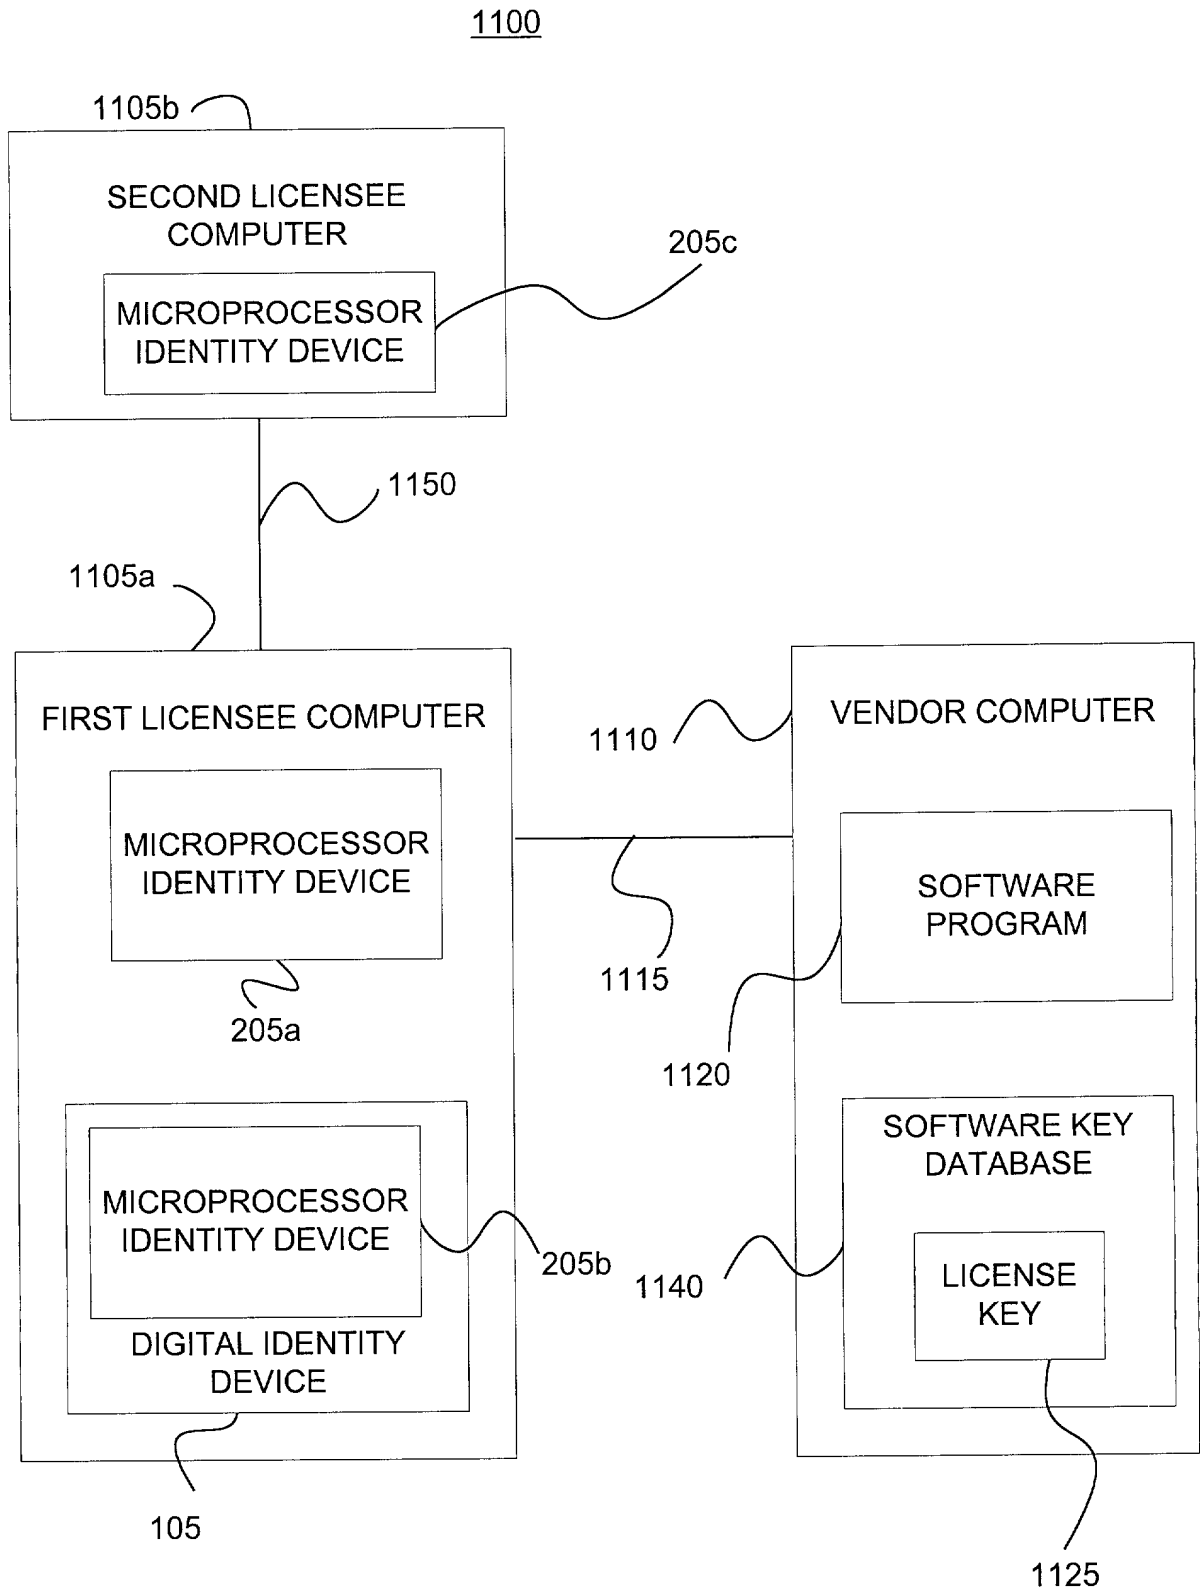 1100
1105b
SECOND LICENSEE
COMPUTER
205c
MICROPROCESSOR
IDENTITY DEVICE
1150
1105a
FIRST LICENSEE COMPUTER
1110
VENDOR COMPUTER
MICROPROCESSOR
IDENTITY DEVICE
SOFTWARE
PROGRAM
1115
205a
1120
SOFTWARE KEY
DATABASE
MICROPROCESSOR
IDENTITY DEVICE
205b
1140
LICENSE
KEY
DIGITAL IDENTITY
DEVICE
105
1125